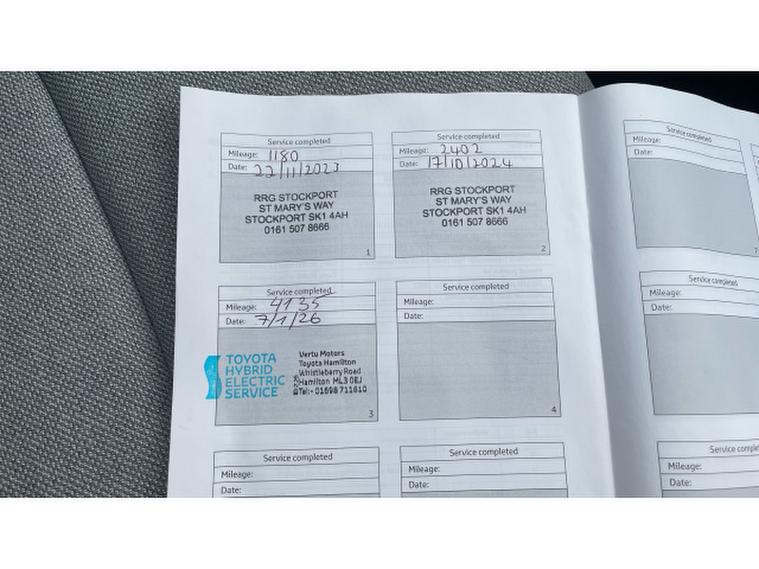 Service completed
Mileage: 1180
Date: 22/11/2023
RRG STOCKPORT
ST MARY'S WAY
STOCKPORT SK1 4AH
0161 507 8666
1
Service completed
Mileage: 2402
Date: 17/10/2024
RRG STOCKPORT
ST MARY'S WAY
STOCKPORT SK1 4AH
0161 507 8666
2
Service completed
Mileage:
Date:
7
Service completed
Mileage: 4135
Date: 7/1/26
TOYOTA
HYBRID
ELECTRIC
SERVICE
Vertu Motors
Toyota Hamilton
Whistleberry Road
Hamilton ML3 0EJ
Tel:- 01698 711610
3
Service completed
Mileage:
Date:
4
Service completed
Mileage:
Date:
Service completed
Mileage:
Date:
Service completed
Mileage:
Date:
Service comple
Mileage:
Date: